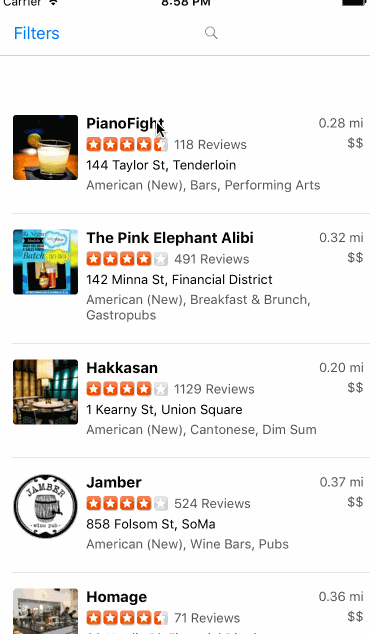 Carrier 8:58 PM
Filters
PianoFight 0.28 mi
118 Reviews $$
144 Taylor St, Tenderloin
American (New), Bars, Performing Arts
The Pink Elephant Alibi 0.32 mi
491 Reviews $$
142 Minna St, Financial District
American (New), Breakfast & Brunch,
Gastropubs
Hakkasan 0.20 mi
1129 Reviews $$
1 Kearny St, Union Square
American (New), Cantonese, Dim Sum
JAMBER
wine pub
Jamber 0.37 mi
524 Reviews $$
858 Folsom St, SoMa
American (New), Wine Bars, Pubs
Homage 0.36 mi
71 Reviews $$